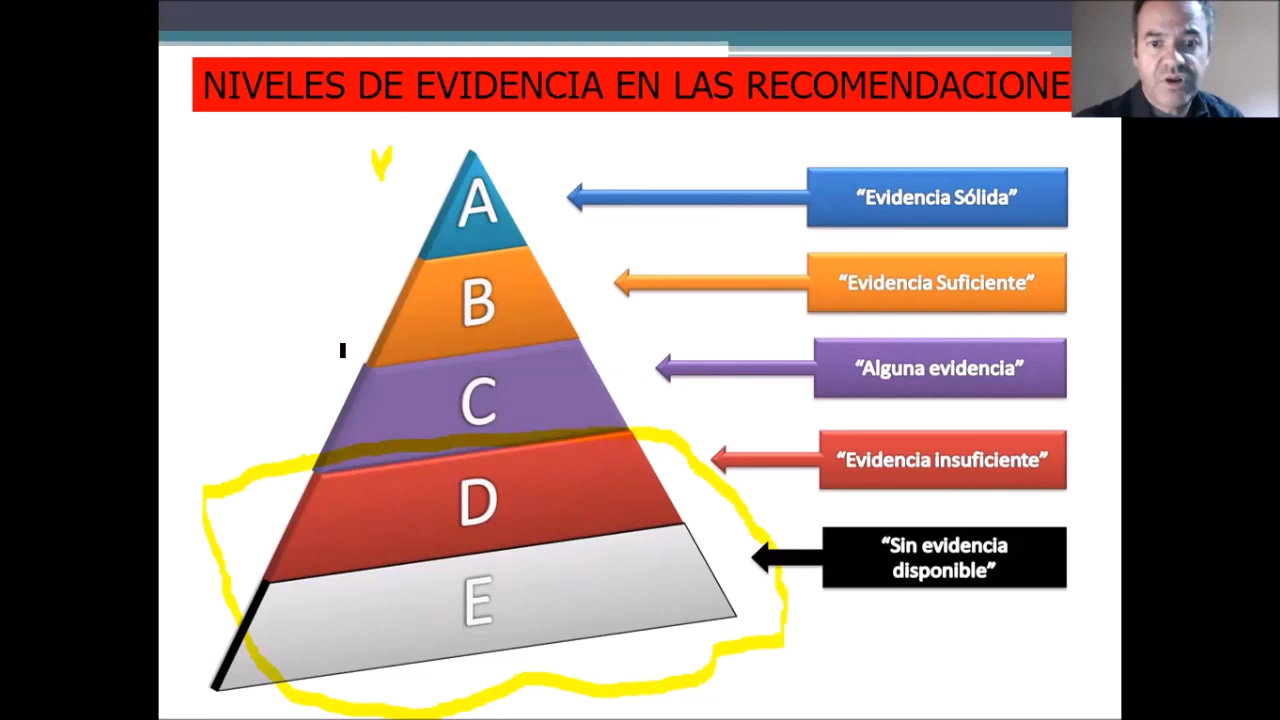 NIVELES DE EVIDENCIA EN LAS RECOMENDACIONE
A
“Evidencia Sólida”
B
“Evidencia Suficiente”
C
“Alguna evidencia”
D
“Evidencia insuficiente”
E
“Sin evidencia
disponible”